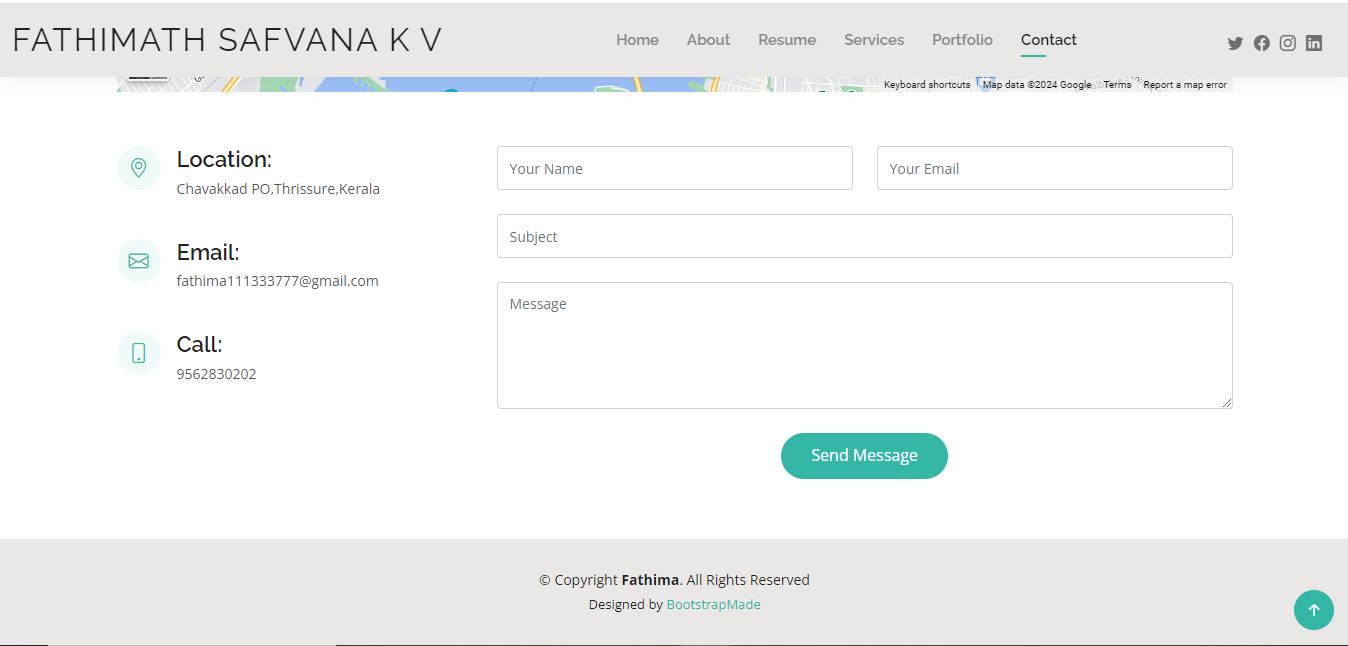 FATHIMATH SAFVANA K V
Home About Resume Services Portfolio Contact
Keyboard shortcuts Map data ©2024 Google Terms Report a map error
Location:
Chavakkad PO,Thrissure,Kerala
Email:
fathima111333777@gmail.com
Call:
9562830202
Your Name Your Email
Subject
Message
Send Message
© Copyright Fathima. All Rights Reserved
Designed by BootstrapMade